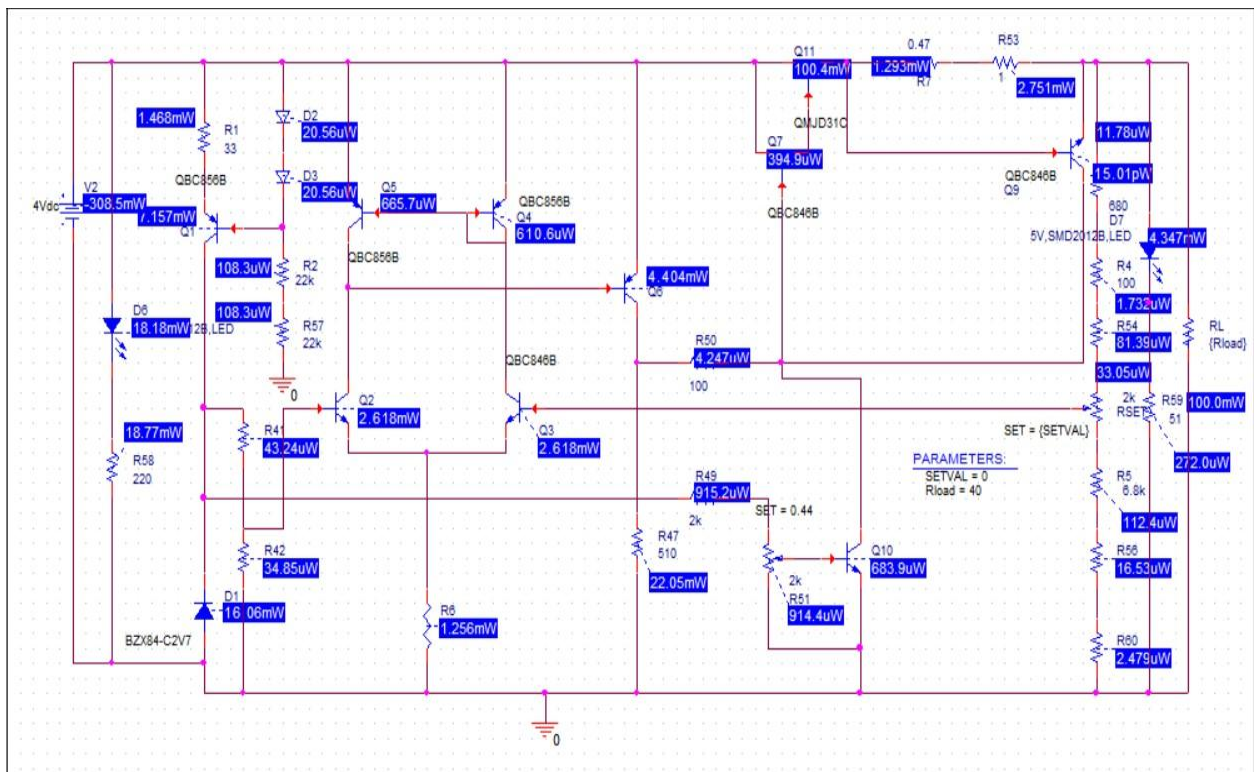 Q11
0.47
R53
100.4mW
1.293mW
R7
1
2.751mW
1.468mW
R1
33
D2
20.56uW
QMJD31C
D3
20.56uW
Q7
394.9uW
11.78uW
15.01pW
QBC846B
Q9
V2
4Vdc
-308.5mW
7.157mW
QBC856B
Q1
Q5
665.7uW
QBC856B
Q4
610.6uW
QBC856B
QBC846B
680
D7
5V,SMD2012B,LED
4.347mW
108.3uW
R2
22k
108.3uW
R57
22k
0
4.404mW
Q6
R4
100
1.732uW
D6
18.18mW
12B,LED
R50
4.247uW
100
R54
81.39mW
RL
{Rload}
QBC846B
33.05uW
2k
RSET
R59
51
100.0mW
Q2
2.618mW
Q3
2.618mW
SET = {SETVAL}
R41
43.24uW
18.77mW
R58
220
PARAMETERS:
SETVAL = 0
Rload = 40
272.0uW
R49
915.2uW
2k
SET = 0.44
R5
6.8k
112.4uW
R42
34.85uW
R47
510
22.05mW
2k
R51
914.4uW
Q10
683.9uW
R56
16.53uW
D1
16.06mW
BZX84-C2V7
R6
1.256mW
R60
2.479uW
0